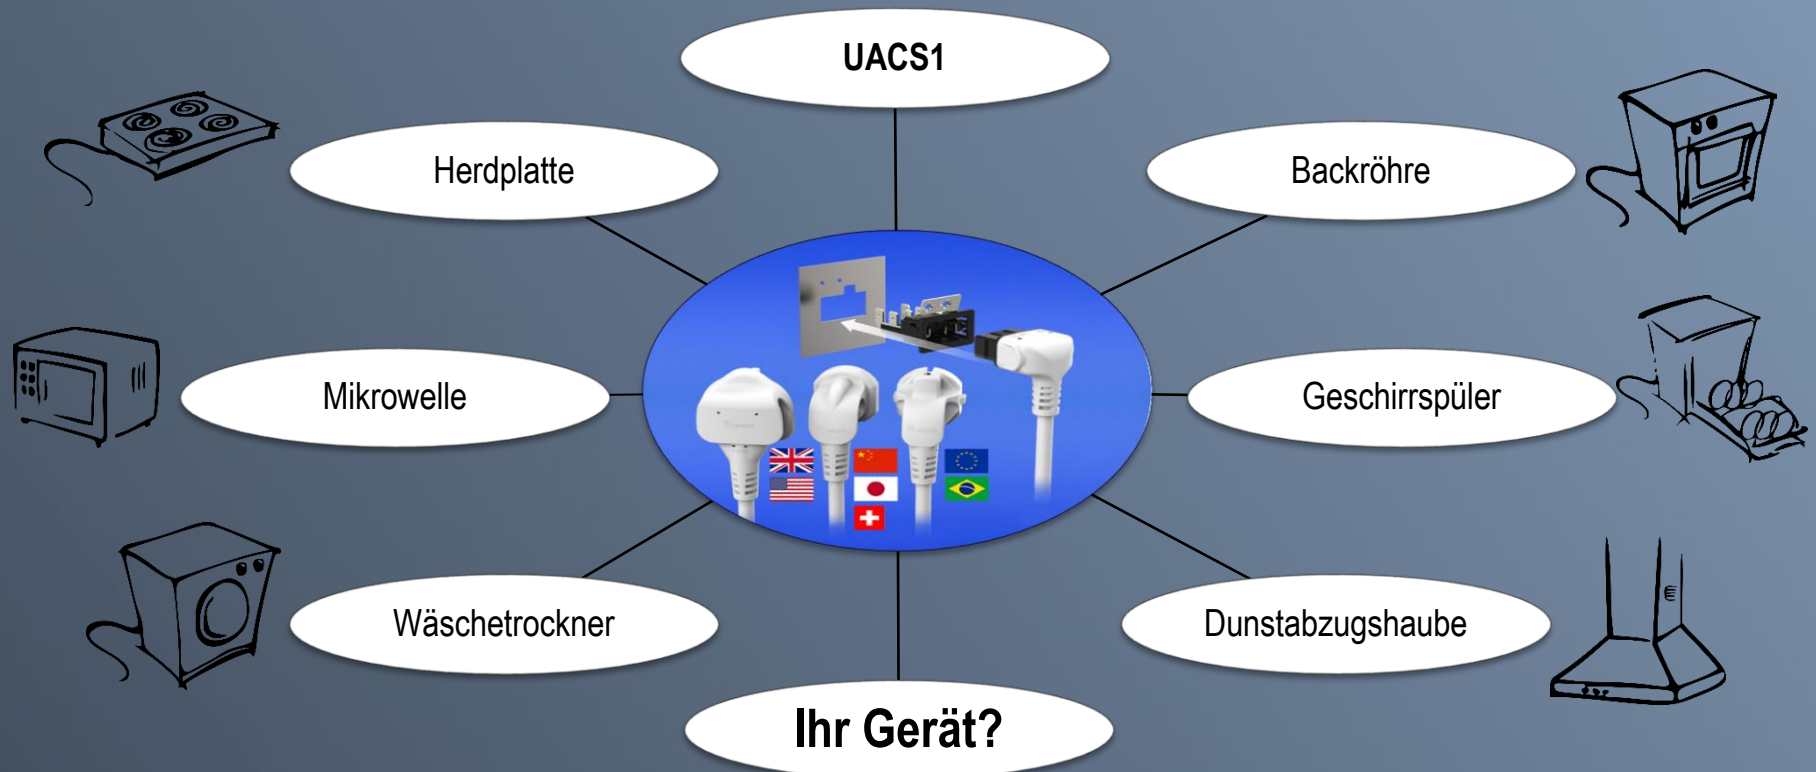 UACS1
Herdplatte
Backröhre
Mikrowelle
Geschirrspüler
Wäschetrockner
Dunstabzugshaube
Ihr Gerät?